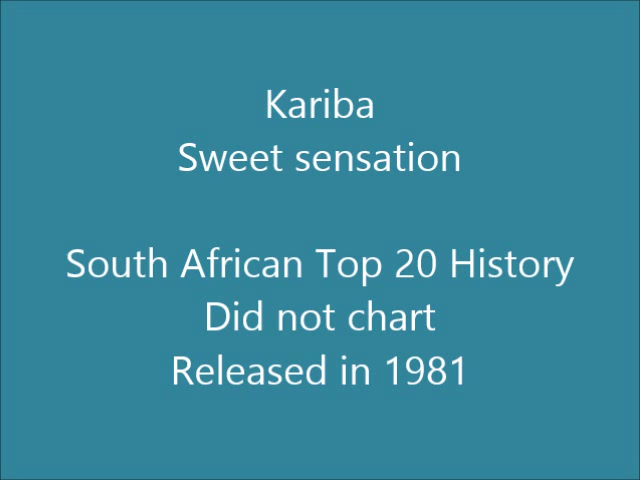 Kariba
Sweet sensation
South African Top 20 History
Did not chart
Released in 1981